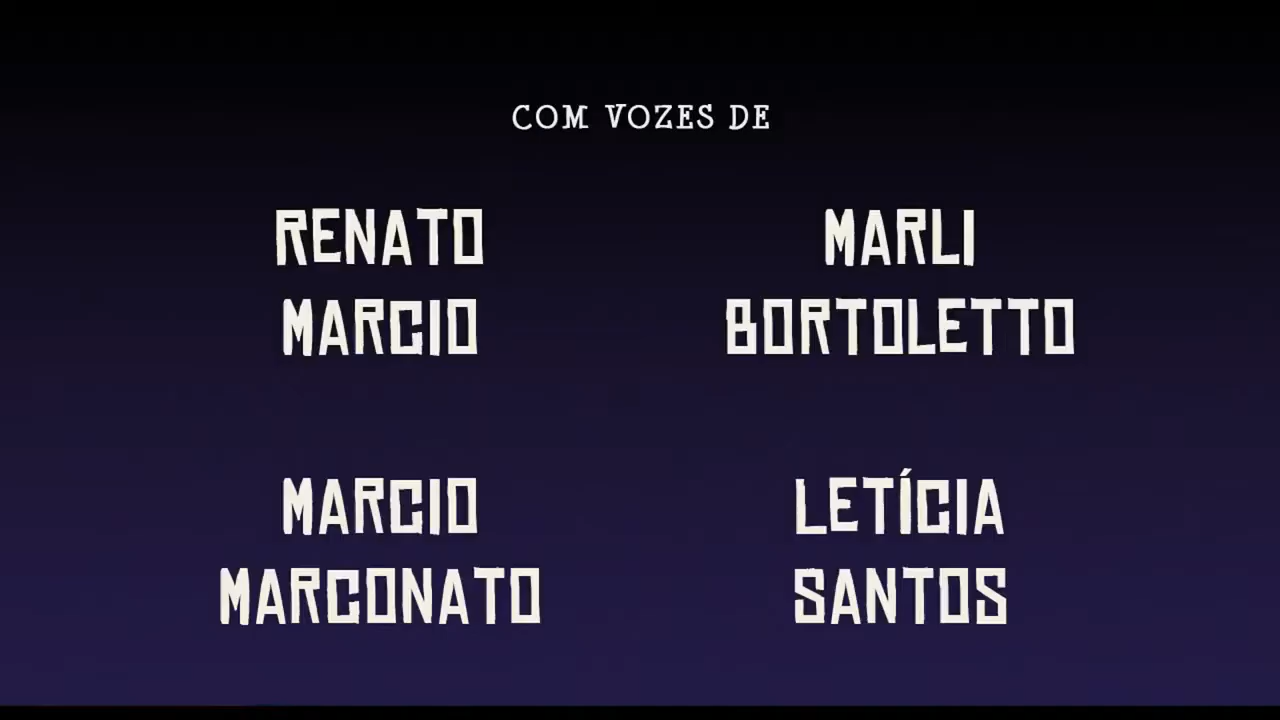 COM VOZES DE
RENATO
MARCIO
MARLI
BORTOLETTO
MARCIO
MARCONATO
LETÍCIA
SANTOS